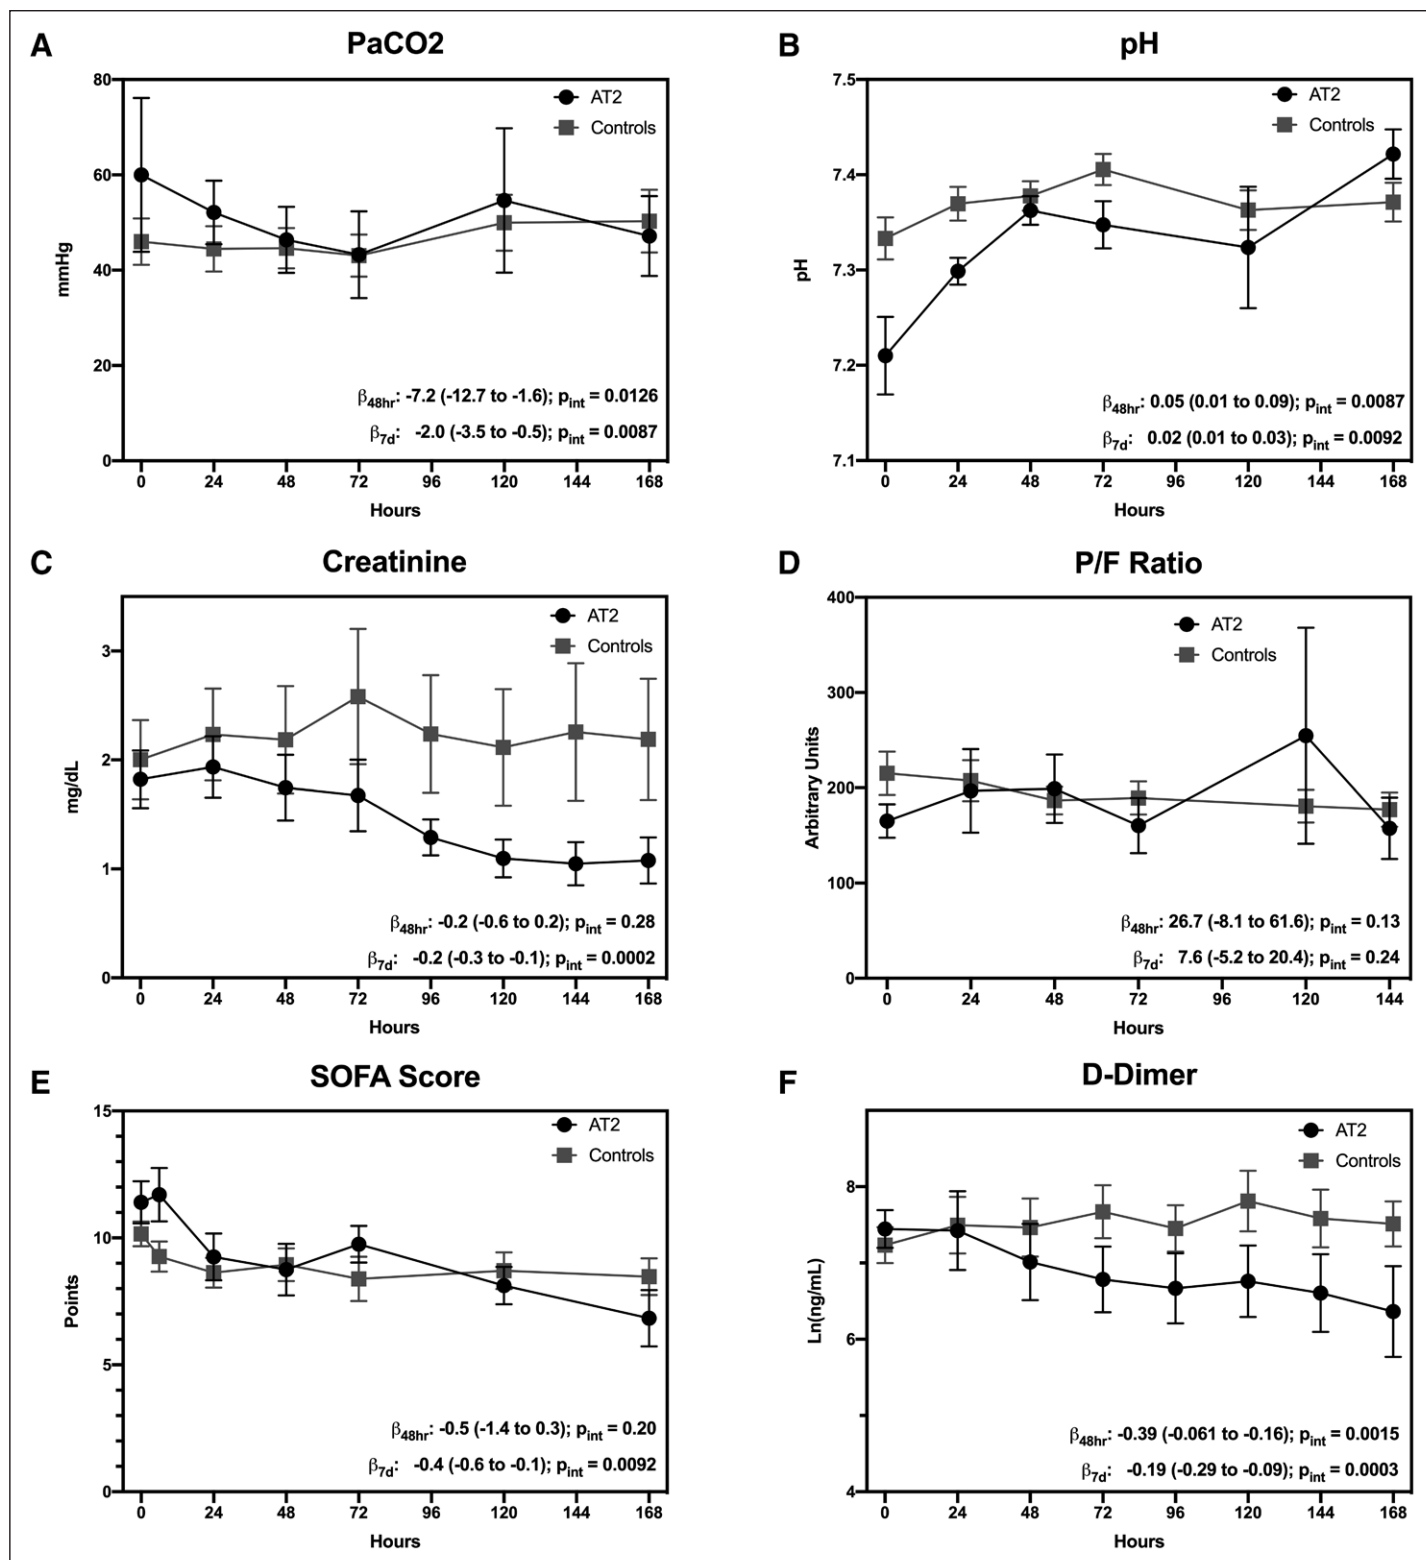 A
PaCO2
80
60
40
20
0
mmHg
AT2
Controls
β48hr: -7.2 (-12.7 to -1.6); pint = 0.0126
β7d: -2.0 (-3.5 to -0.5); pint = 0.0087
0 24 48 72 96 120 144 168
Hours
B
pH
7.5
7.4
7.3
7.2
7.1
pH
AT2
Controls
β48hr: 0.05 (0.01 to 0.09); pint = 0.0087
β7d: 0.02 (0.01 to 0.03); pint = 0.0092
0 24 48 72 96 120 144 168
Hours
C
Creatinine
3
2
1
0
mg/dL
AT2
Controls
β48hr: -0.2 (-0.6 to 0.2); pint = 0.28
β7d: -0.2 (-0.3 to -0.1); pint = 0.0002
0 24 48 72 96 120 144 168
Hours
D
P/F Ratio
400
300
200
100
0
Arbitrary Units
AT2
Controls
β48hr: 26.7 (-8.1 to 61.6); pint = 0.13
β7d: 7.6 (-5.2 to 20.4); pint = 0.24
0 24 48 72 96 120 144
Hours
E
SOFA Score
15
10
5
0
Points
AT2
Controls
β48hr: -0.5 (-1.4 to 0.3); pint = 0.20
β7d: -0.4 (-0.6 to -0.1); pint = 0.0092
0 24 48 72 96 120 144 168
Hours
F
D-Dimer
8
6
4
Ln(ng/mL)
AT2
Controls
β48hr: -0.39 (-0.061 to -0.16); pint = 0.0015
β7d: -0.19 (-0.29 to -0.09); pint = 0.0003
0 24 48 72 96 120 144 168
Hours